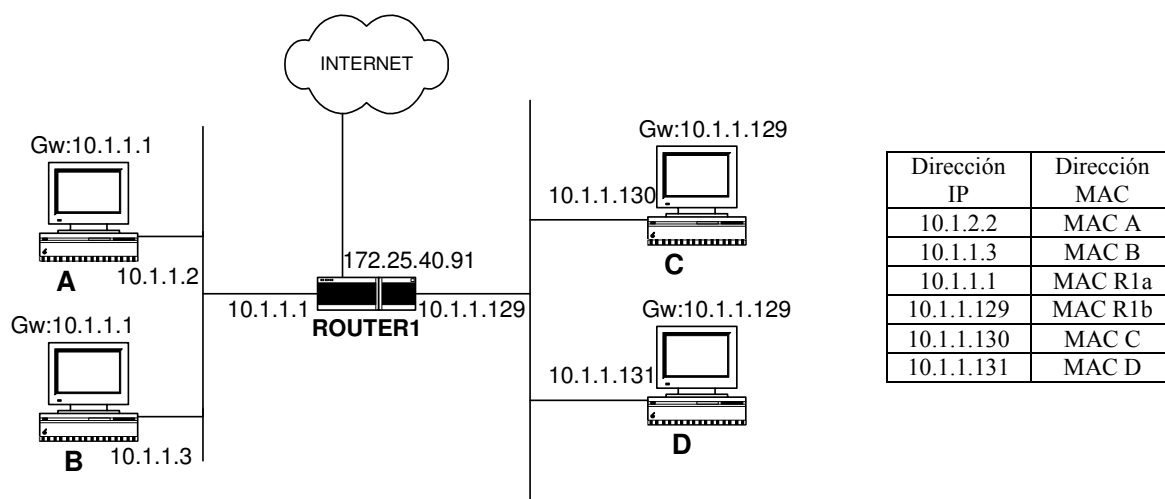 INTERNET
Gw:10.1.1.1
A
10.1.1.2
Gw:10.1.1.1
B
10.1.1.3
172.25.40.91
10.1.1.1
10.1.1.129
ROUTER1
Gw:10.1.1.129
10.1.1.130
C
Gw:10.1.1.129
10.1.1.131
D
Dirección IP Dirección MAC
10.1.2.2 MAC A
10.1.1.3 MAC B
10.1.1.1 MAC R1a
10.1.1.129 MAC R1b
10.1.1.130 MAC C
10.1.1.131 MAC D